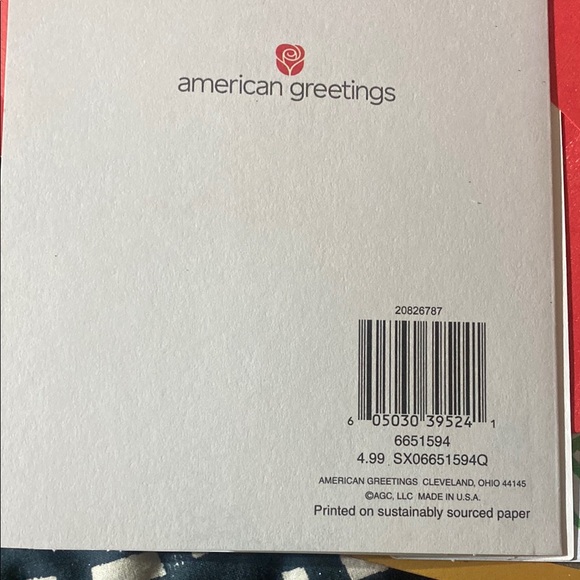 american greetings
20826787
6 05030 39524 1
6651594
4.99 SX06651594Q
AMERICAN GREETINGS CLEVELAND, OHIO 44145
©AGC, LLC MADE IN U.S.A.
Printed on sustainably sourced paper